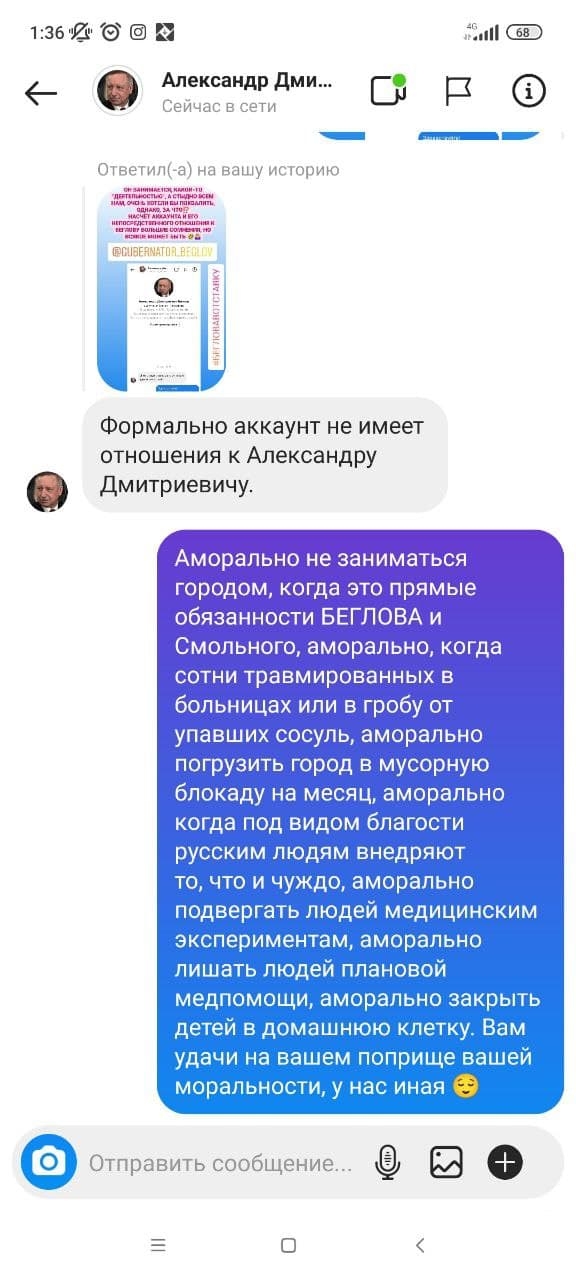 1:36
4G
68
Александр Дми...
Сейчас в сети
Ответил(-а) на вашу историю
ОН ЗАНИМАЕТСЯ, КАКОЙ-ТО
"ДЕЯТЕЛЬНОСТЬЮ", А СТЫДНО ВСЕМ
НАМ, ОЧЕНЬ ХОТЕЛИ БЫ ПОХВАЛИТЬ,
ОДНАКО, ЗА ЧТО
НАСЧЁТ АККАУНТА И ЕГО
НЕПОСРЕДСТВЕННОГО ОТНОШЕНИЯ К
БЕГЛОВУ БОЛЬШИЕ СОМНЕНИЯ, НО
ВСЯКОЕ МОЖЕТ БЫТЬ
@GUBERNATOR_BEGLOV
#БЕГЛОВАВОТСТАВКУ
Формально аккаунт не имеет
отношения к Александру
Дмитриевичу.
Аморально не заниматься
городом, когда это прямые
обязанности БЕГЛОВА и
Смольного, аморально, когда
сотни травмированных в
больницах или в гробу от
упавших сосуль, аморально
погрузить город в мусорную
блокаду на месяц, аморально
когда под видом благости
русским людям внедряют
то, что и чуждо, аморально
подвергать людей медицинским
экспериментам, аморально
лишать людей плановой
медпомощи, аморально закрыть
детей в домашнюю клетку. Вам
удачи на вашем поприще вашей
моральности, у нас иная 😌
Отправить сообщение...